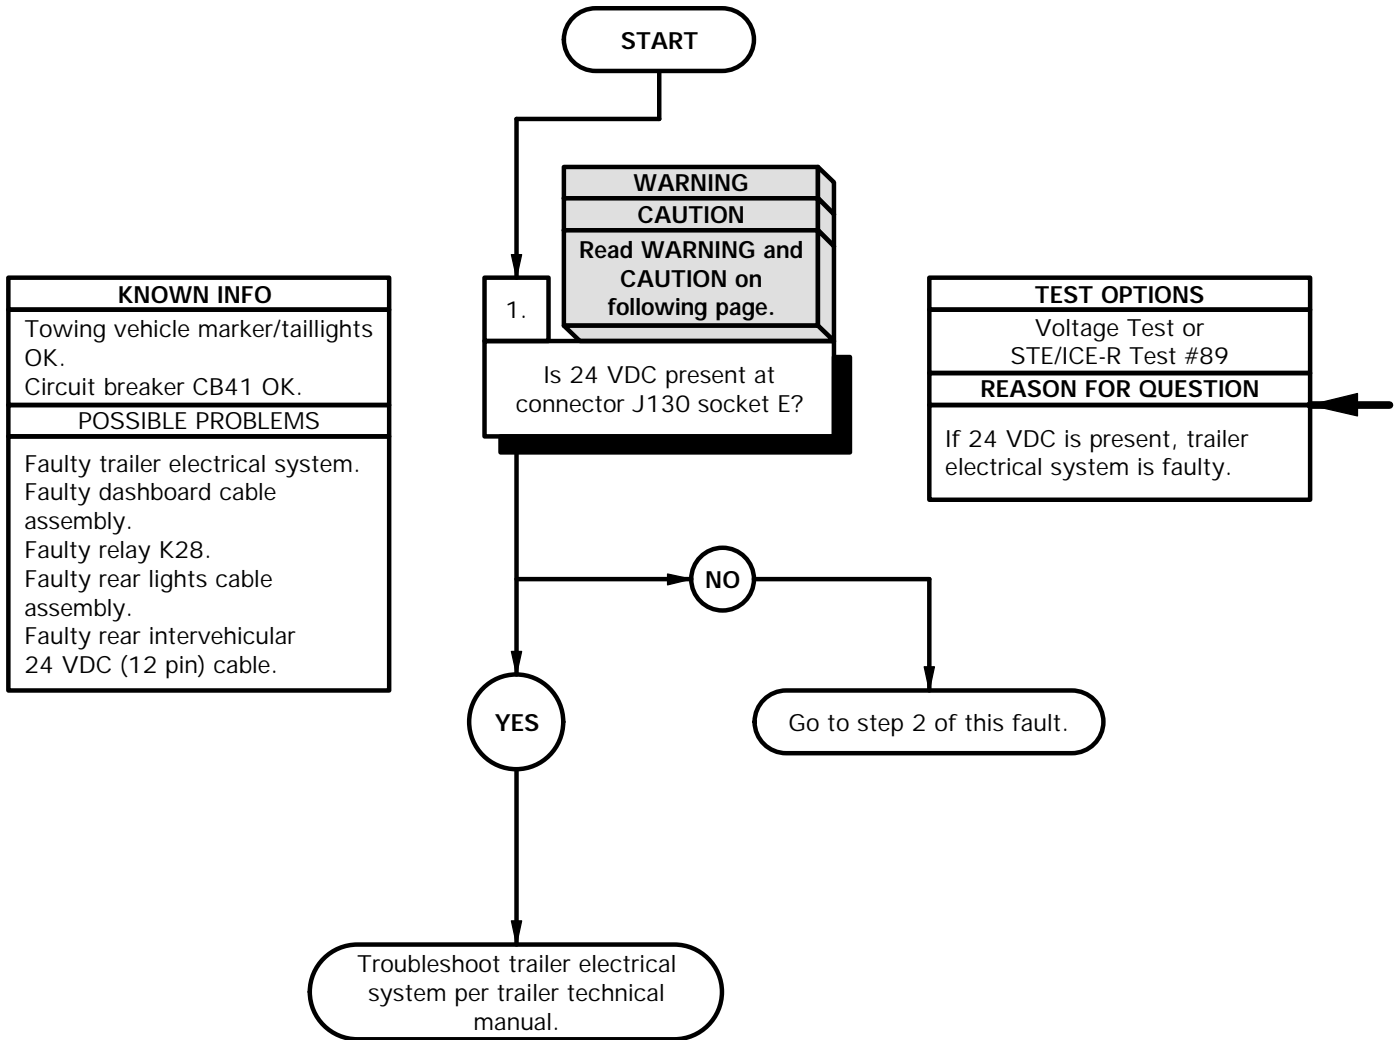 START
WARNING
CAUTION
Read WARNING and
CAUTION on
following page.
1.
Is 24 VDC present at
connector J130 socket E?
KNOWN INFO
Towing vehicle marker/taillights
OK.
Circuit breaker CB41 OK.
POSSIBLE PROBLEMS
Faulty trailer electrical system.
Faulty dashboard cable
assembly.
Faulty relay K28.
Faulty rear lights cable
assembly.
Faulty rear intervehicular
24 VDC (12 pin) cable.
TEST OPTIONS
Voltage Test or
STE/ICE-R Test #89
REASON FOR QUESTION
If 24 VDC is present, trailer
electrical system is faulty.
NO
YES
Go to step 2 of this fault.
Troubleshoot trailer electrical
system per trailer technical
manual.